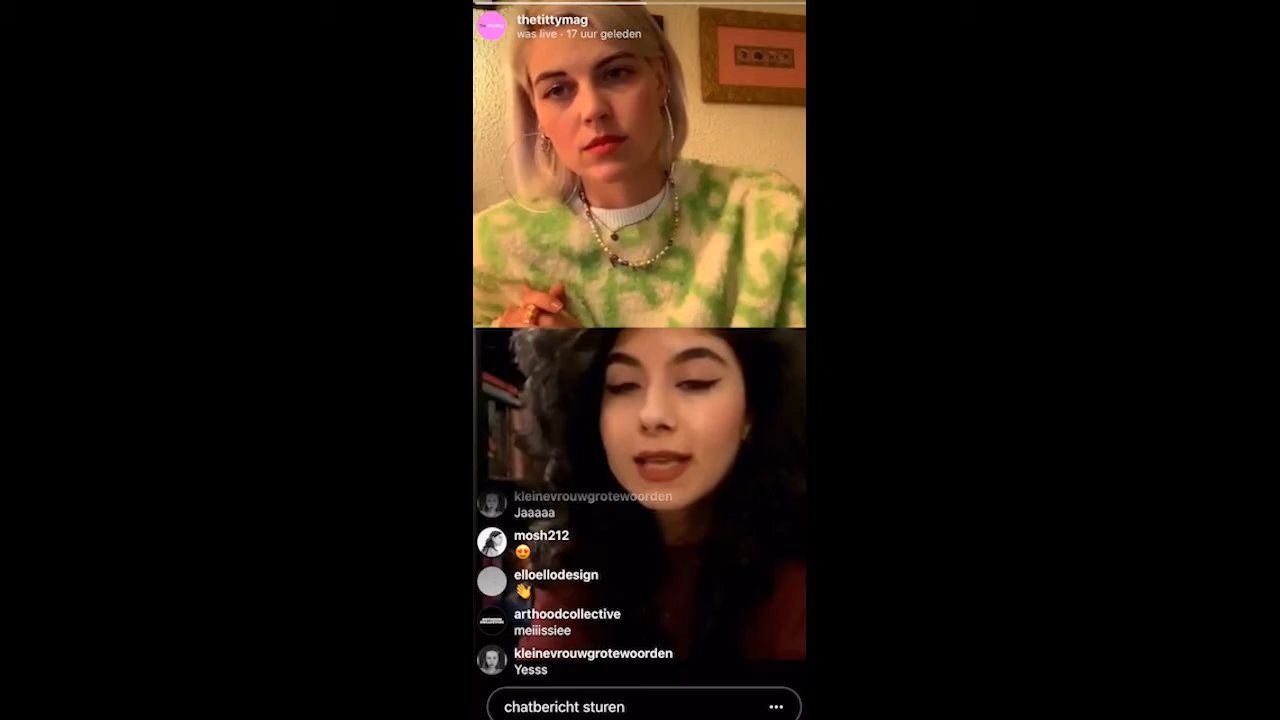 thetittymag
was live · 17 uur geleden
kleinevrouwgrotewoorden
Jaaaaa
mosh212
😍
elloellodesign
👋
arthoodcollective
meiiissiee
kleinevrouwgrotewoorden
Yesss
chatbericht sturen